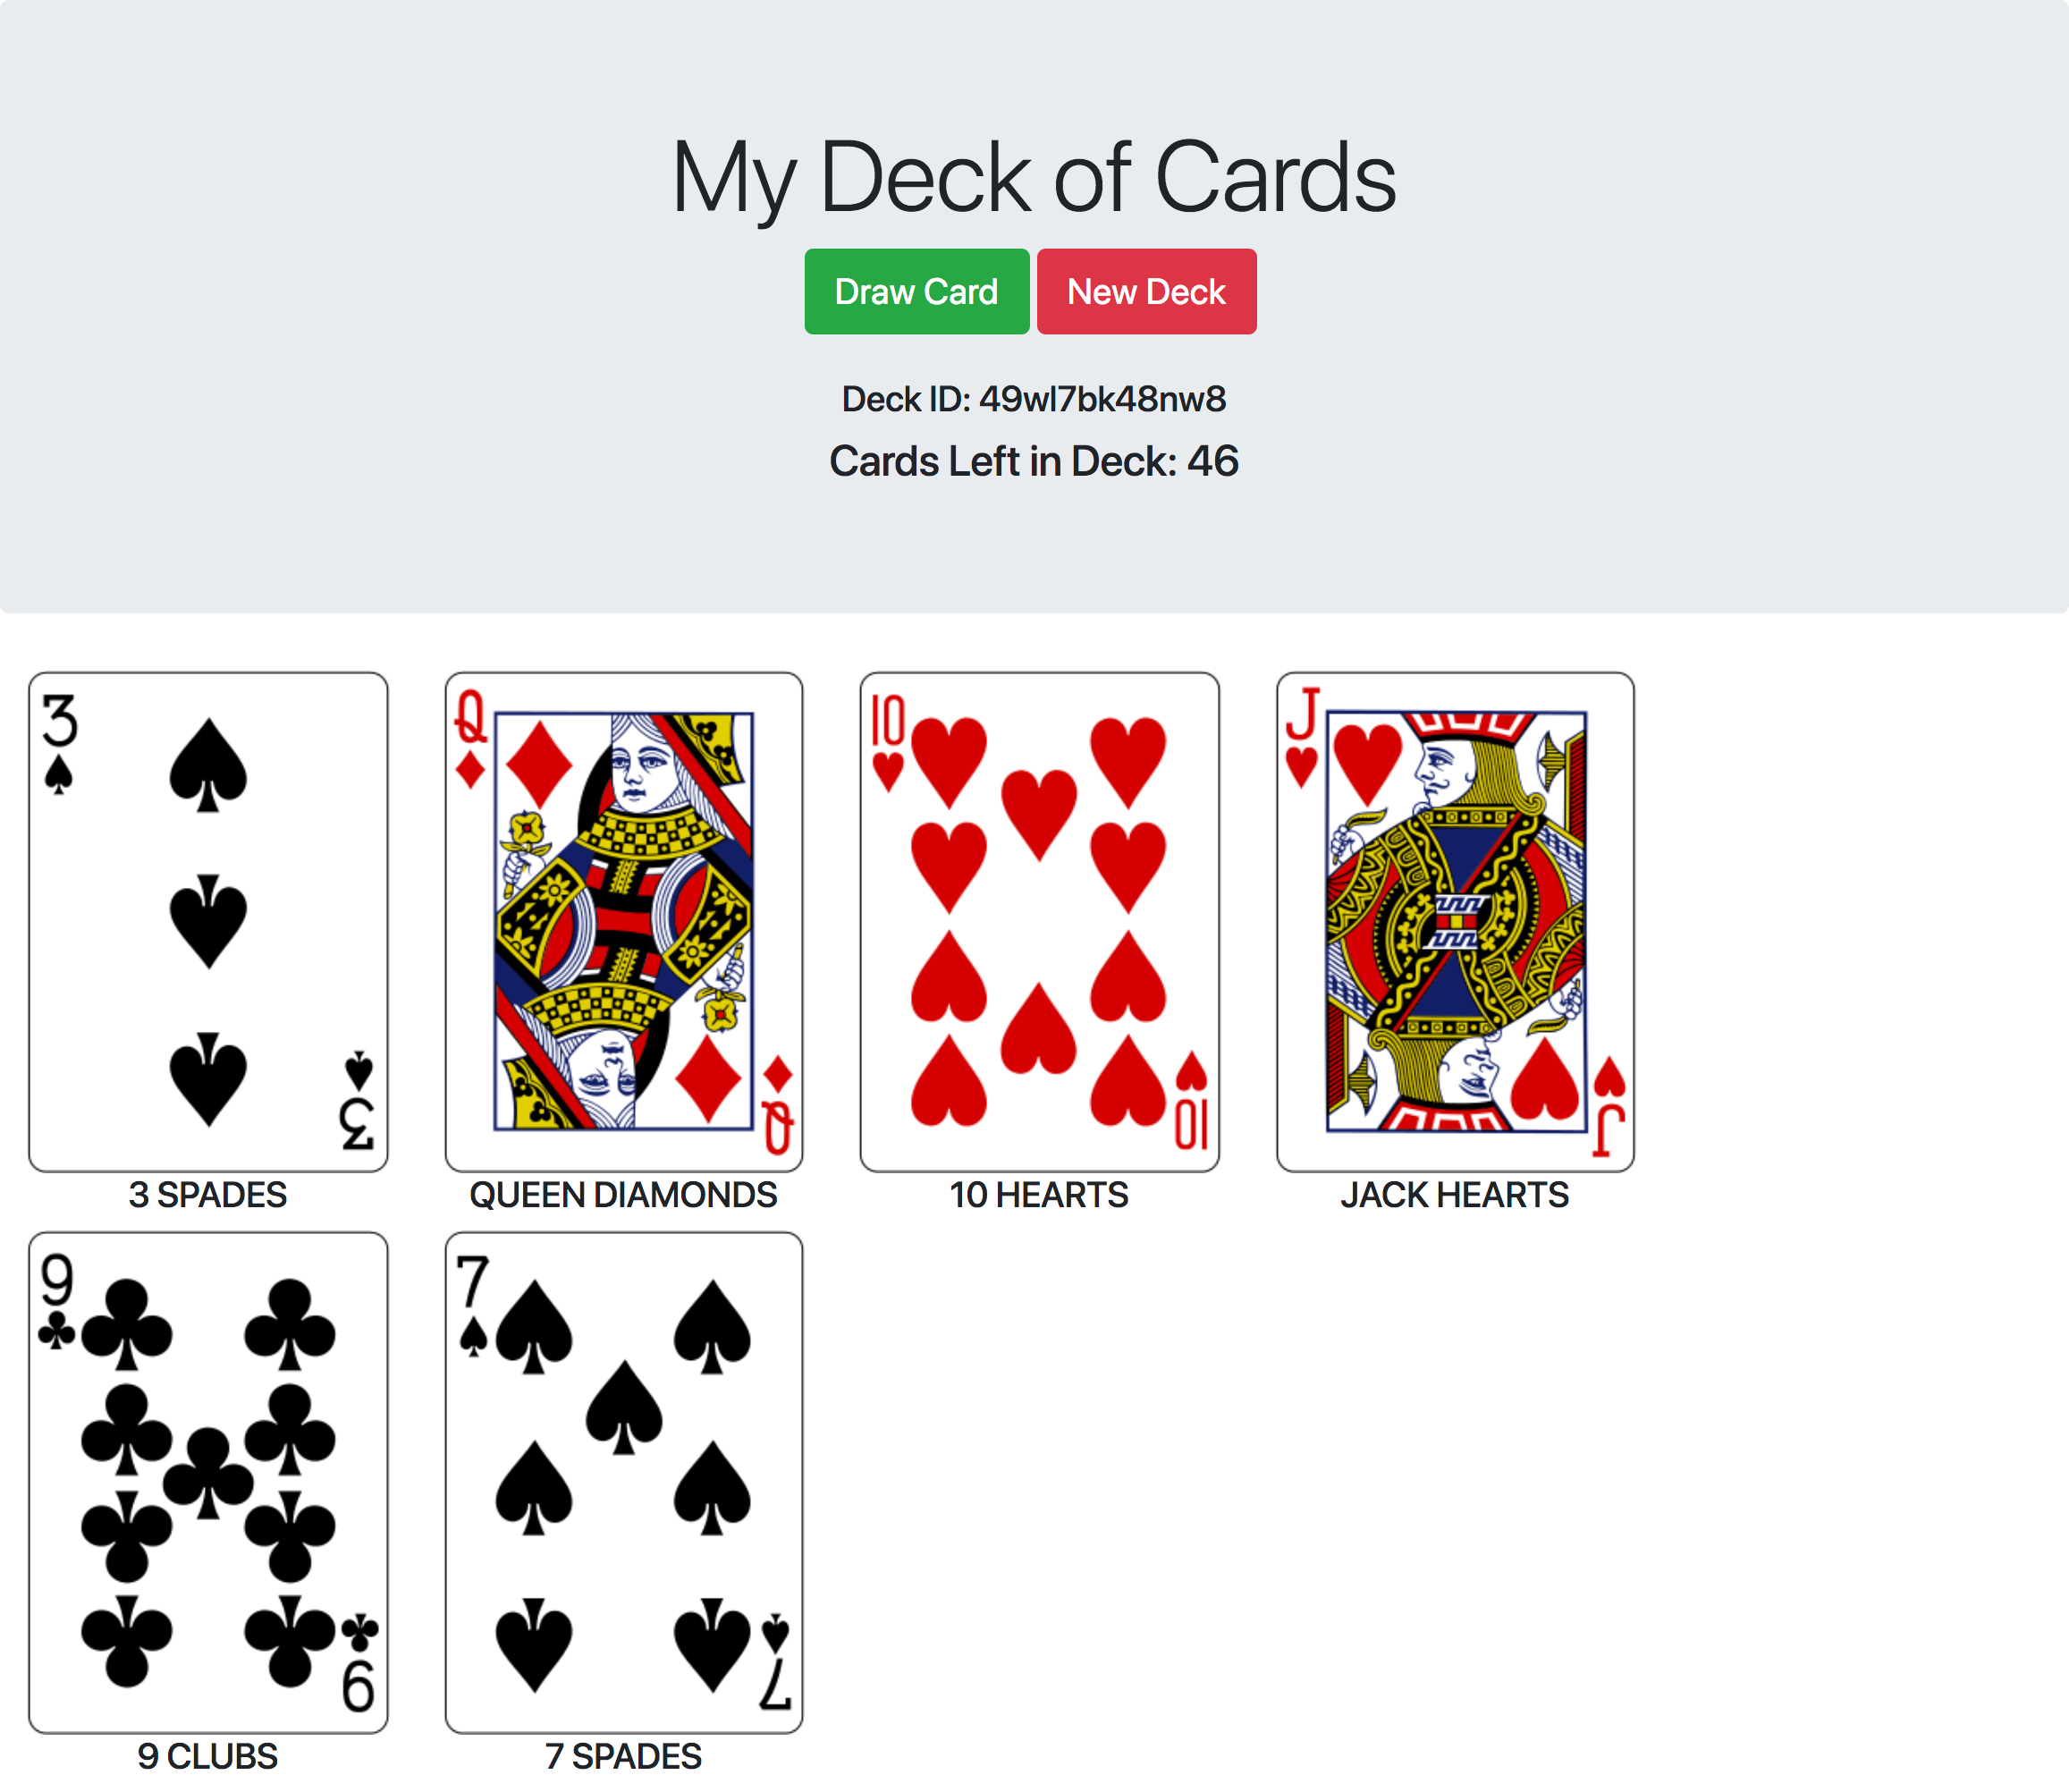 My Deck of Cards
Draw Card New Deck
Deck ID: 49wl7bk48nw8
Cards Left in Deck: 46
3 Q 10 J
3 Q 10 J
3 SPADES QUEEN DIAMONDS 10 HEARTS JACK HEARTS
9 7
9 7
9 CLUBS 7 SPADES